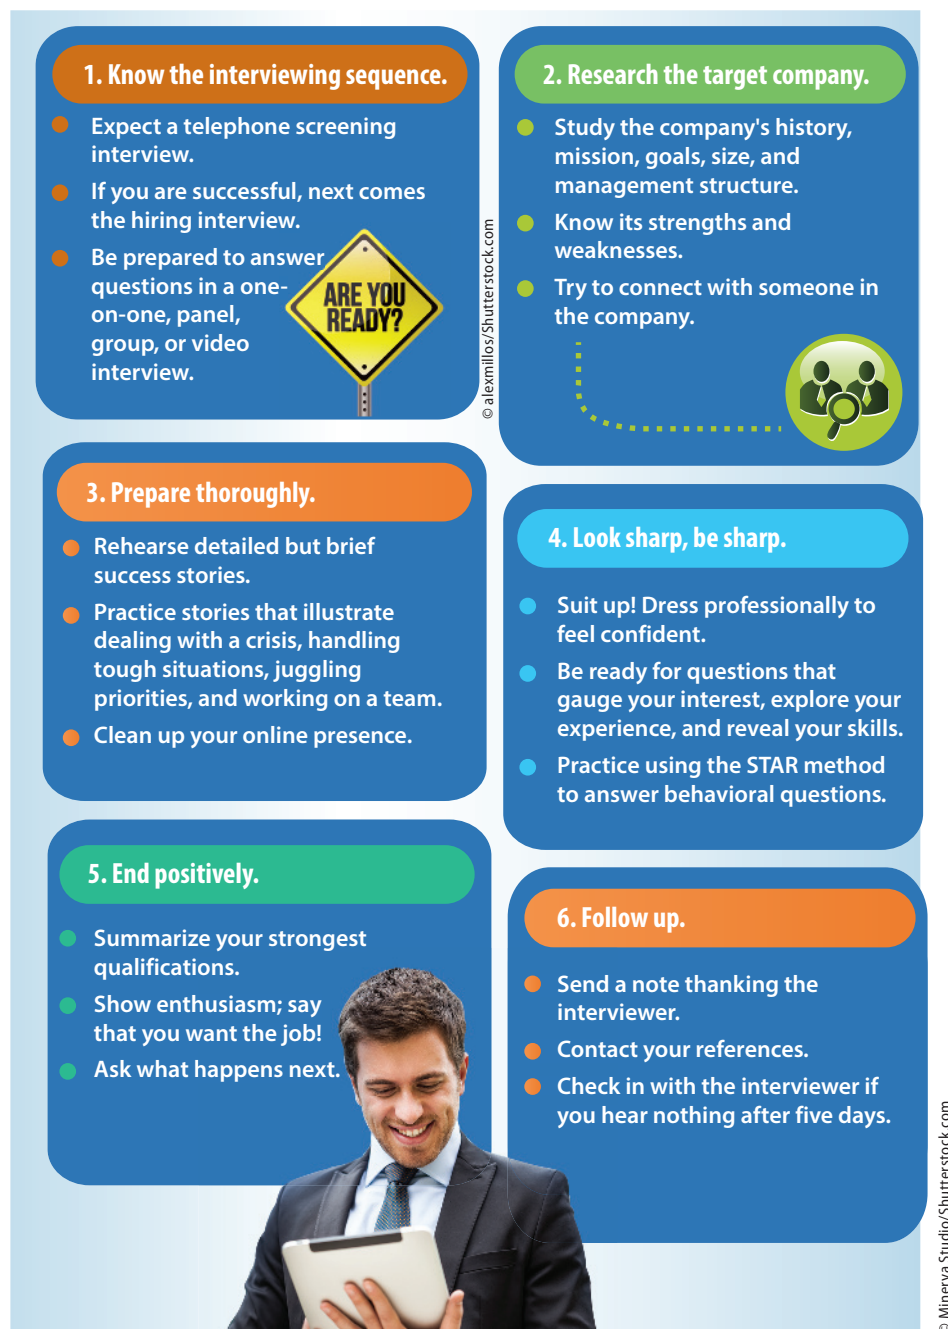 1. Know the interviewing sequence.
Expect a telephone screening
interview.
If you are successful, next comes
the hiring interview.
Be prepared to answer
questions in a one-
on-one, panel,
group, or video
interview.
ARE YOU
READY?
© alexmillos/Shutterstock.com
2. Research the target company.
Study the company's history,
mission, goals, size, and
management structure.
Know its strengths and
weaknesses.
Try to connect with someone in
the company.
3. Prepare thoroughly.
Rehearse detailed but brief
success stories.
Practice stories that illustrate
dealing with a crisis, handling
tough situations, juggling
priorities, and working on a team.
Clean up your online presence.
4. Look sharp, be sharp.
Suit up! Dress professionally to
feel confident.
Be ready for questions that
gauge your interest, explore your
experience, and reveal your skills.
Practice using the STAR method
to answer behavioral questions.
5. End positively.
Summarize your strongest
qualifications.
Show enthusiasm; say
that you want the job!
Ask what happens next.
6. Follow up.
Send a note thanking the
interviewer.
Contact your references.
Check in with the interviewer if
you hear nothing after five days.
© Minerva Studio/Shutterstock.com